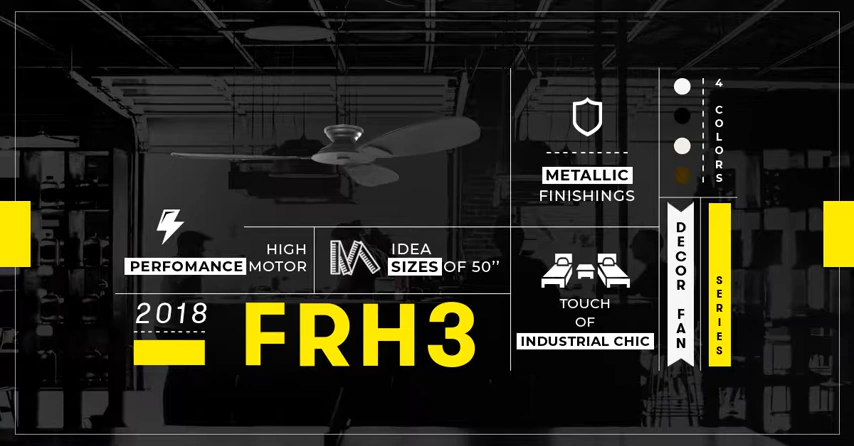 4 COLORS
METALLIC
FINISHINGS
HIGH
PERFOMANCE MOTOR
IDEA
SIZES OF 50’’
2018
FRH3
TOUCH
OF
INDUSTRIAL CHIC
DECOR FAN
SERIES